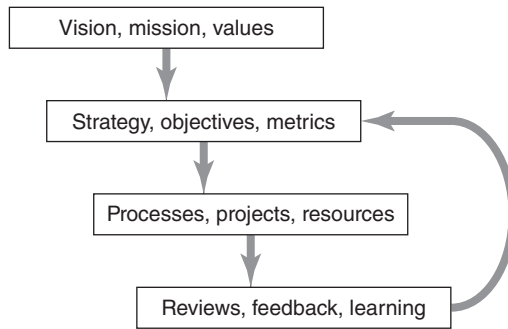 Vision, mission, values
Strategy, objectives, metrics
Processes, projects, resources
Reviews, feedback, learning